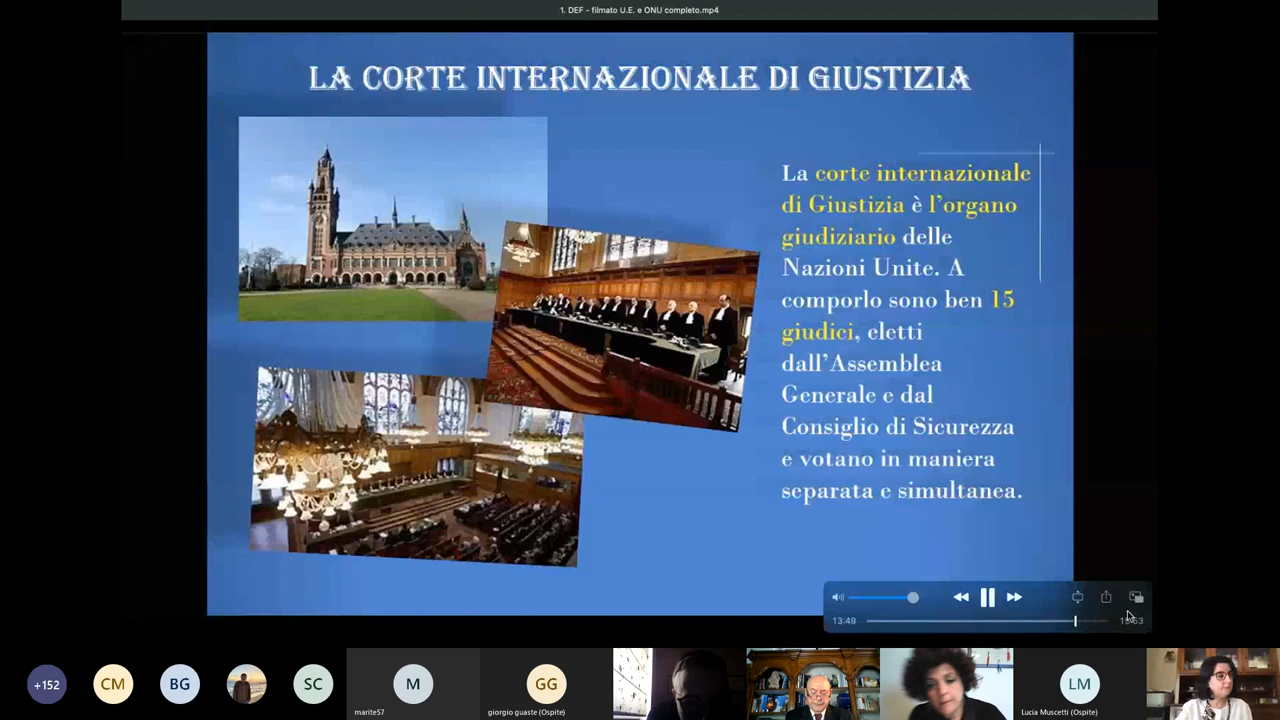 1. DEF - filmato U.E. e ONU completo.mp4
LA CORTE INTERNAZIONALE DI GIUSTIZIA
La corte internazionale
di Giustizia è l'organo
giudiziario delle
Nazioni Unite. A
comporlo sono ben 15
giudici, eletti
dall'Assemblea
Generale e dal
Consiglio di Sicurezza
e votano in maniera
separata e simultanea.
13:49
+152
CM
BG
SC
M
marite57
GG
giorgio guaste (Ospite)
LM
Lucia Muscetti (Ospite)